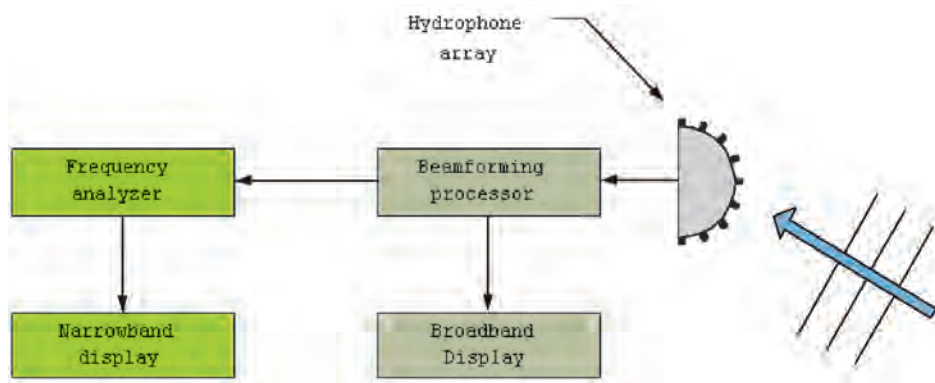 Hydrophone
array
Frequency
analyzer
Beamforming
processor
Narrowband
display
Broadband
Display